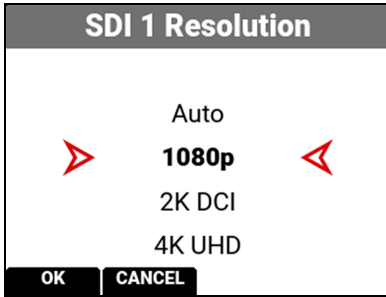 SDI 1 Resolution
Auto
1080p
2K DCI
4K UHD
OK CANCEL